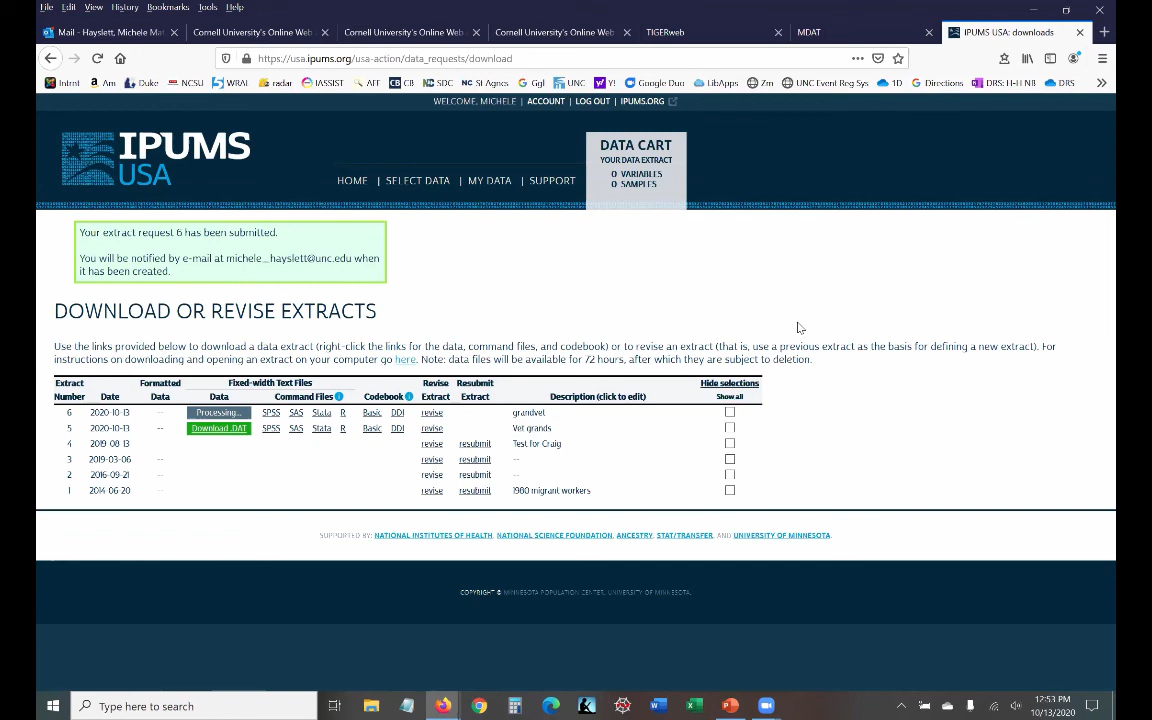 File Edit View History Bookmarks Tools Help
Mail - Hayslett, Michele Ma × Cornell University's Online Web × Cornell University's Online Web × Cornell University's Online Web × TIGERweb × MDAT × IPUMS USA: downloads × +
https://usa.ipums.org/usa-action/data_requests/download
Intrnt Am Duke NCSU WRAL radar IASSIST AFF CB SDC NC St Agncs Ggl UNC Y! Google Duo LibApps Zm UNC Event Reg Sys 1D Directions DRS: H-H NB DRS
WELCOME, MICHELE | ACCOUNT | LOG OUT | IPUMS.ORG
IPUMS
USA
HOME | SELECT DATA | MY DATA | SUPPORT
DATA CART
YOUR DATA EXTRACT
0 VARIABLES
0 SAMPLES
Your extract request 6 has been submitted.
You will be notified by e-mail at michele_hayslett@unc.edu when
it has been created.
DOWNLOAD OR REVISE EXTRACTS
Use the links provided below to download a data extract (right-click the links for the data, command files, and codebook) or to revise an extract (that is, use a previous extract as the basis for defining a new extract). For
instructions on downloading and opening an extract on your computer go here. Note: data files will be available for 72 hours, after which they are subject to deletion.
Extract Formatted Fixed-width Text Files Revise Resubmit Hide selections
Number Date Data Data Command Files Codebook Extract Extract Description (click to edit) Show all
6 2020-10-13 -- Processing... SPSS SAS Stata R Basic DDI revise grandvet
5 2020-10-13 -- Download .DAT SPSS SAS Stata R Basic DDI revise Vet grands
4 2019-08-13 -- revise resubmit Test for Craig
3 2019-03-06 -- revise resubmit --
2 2016-09-21 -- revise resubmit --
1 2014-06-20 -- revise resubmit 1980 migrant workers
SUPPORTED BY: NATIONAL INSTITUTES OF HEALTH, NATIONAL SCIENCE FOUNDATION, ANCESTRY, STAT/TRANSFER, AND UNIVERSITY OF MINNESOTA.
COPYRIGHT © MINNESOTA POPULATION CENTER, UNIVERSITY OF MINNESOTA.
Type here to search
12:53 PM
10/13/2020